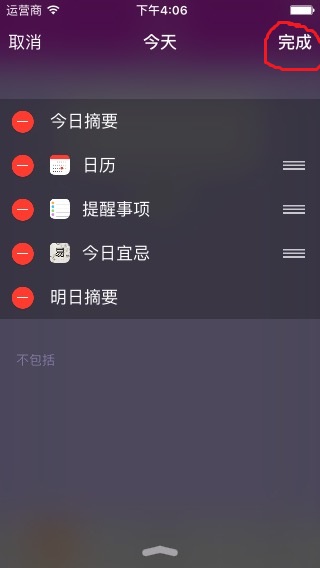 运营商 下午4:06
取消 今天 完成
今日摘要
日历
提醒事项
今日宜忌
明日摘要
不包括